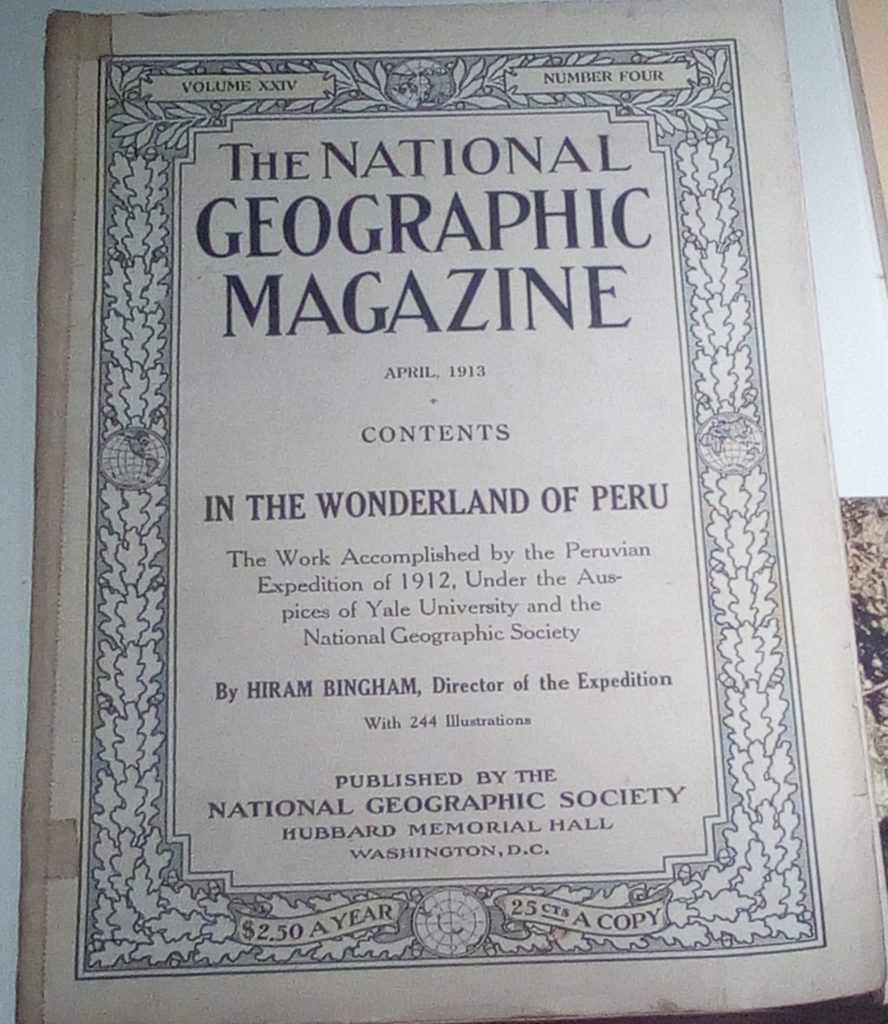 VOLUME XXIV
NUMBER FOUR
THE NATIONAL
GEOGRAPHIC
MAGAZINE
APRIL, 1913
CONTENTS
IN THE WONDERLAND OF PERU
The Work Accomplished by the Peruvian
Expedition of 1912, Under the Aus-
pices of Yale University and the
National Geographic Society
By HIRAM BINGHAM, Director of the Expedition
With 244 Illustrations
PUBLISHED BY THE
NATIONAL GEOGRAPHIC SOCIETY
HUBBARD MEMORIAL HALL
WASHINGTON, D.C.
$2.50 A YEAR
25 CTS A COPY